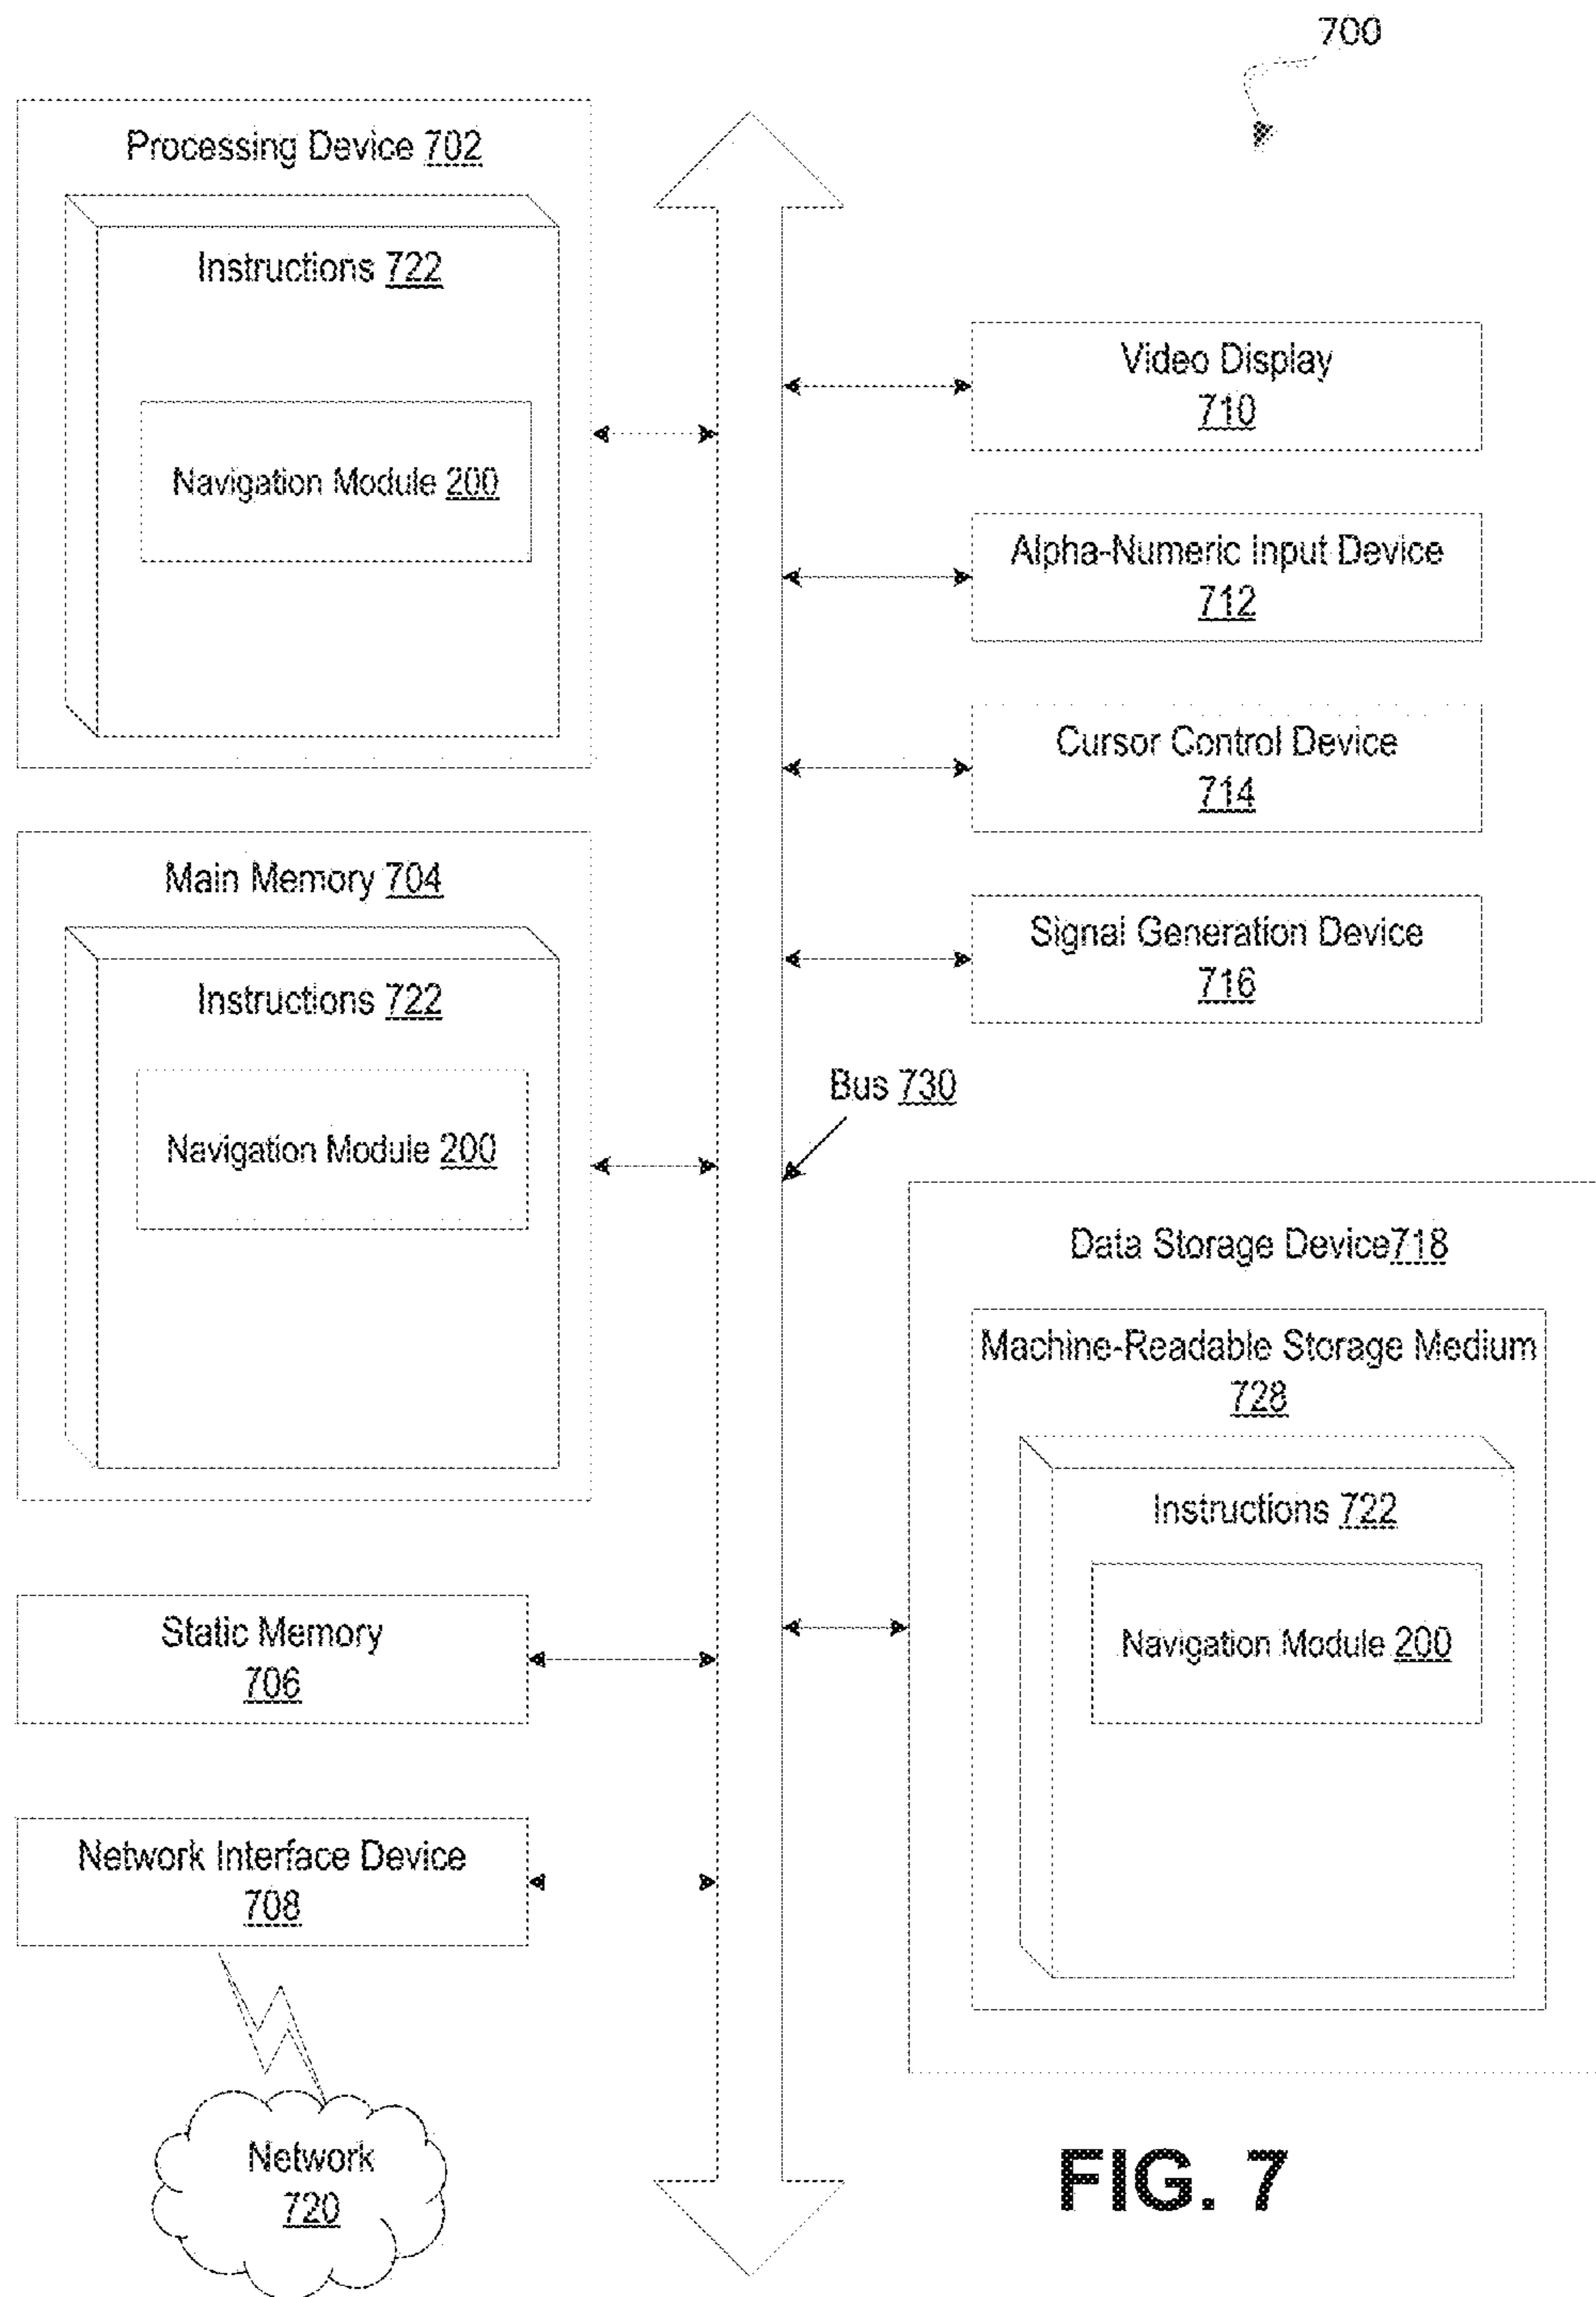 700
Processing Device 702
Instructions 722
Navigation Module 200
Main Memory 704
Instructions 722
Navigation Module 200
Static Memory
706
Network Interface Device
708
Network
720
Video Display
710
Alpha-Numeric Input Device
712
Cursor Control Device
714
Signal Generation Device
716
Bus 730
Data Storage Device718
Machine-Readable Storage Medium
728
Instructions 722
Navigation Module 200
FIG. 7